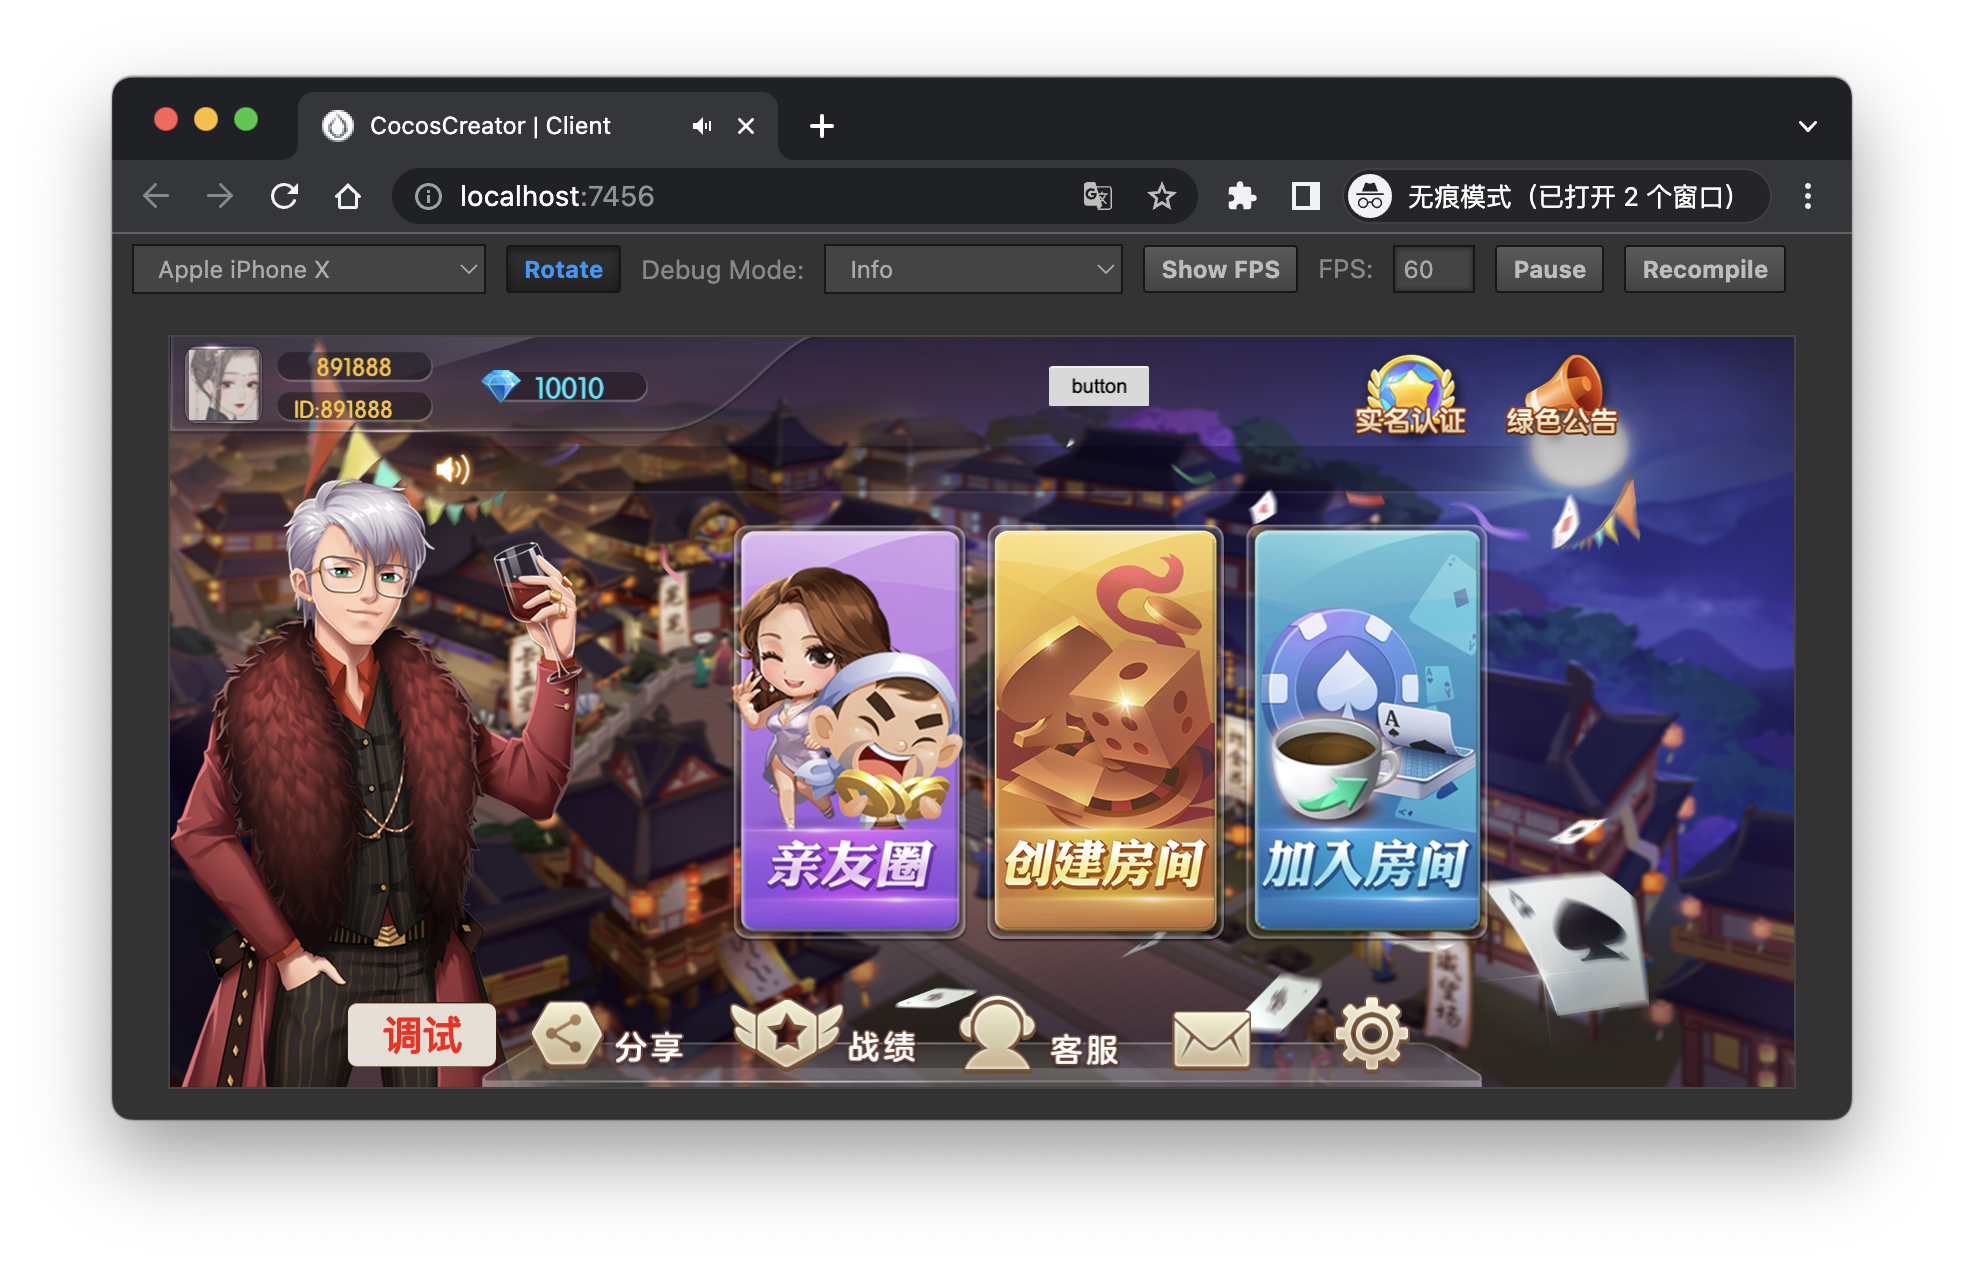 CocosCreator | Client
localhost:7456
无痕模式（已打开 2 个窗口）
Apple iPhone X
Rotate
Debug Mode:
Info
Show FPS
FPS:
60
Pause
Recompile
891888
ID:891888
10010
button
实名认证
绿色公告
亲友圈
创建房间
加入房间
A
调试
分享
战绩
客服